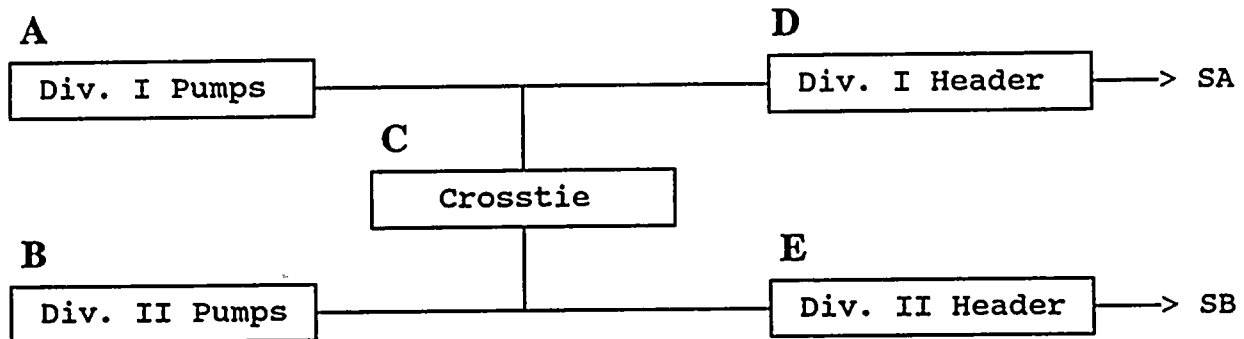 A
D
Div. I Pumps
Div. I Header
> SA
C
Crosstie
B
E
Div. II Pumps
Div. II Header
> SB